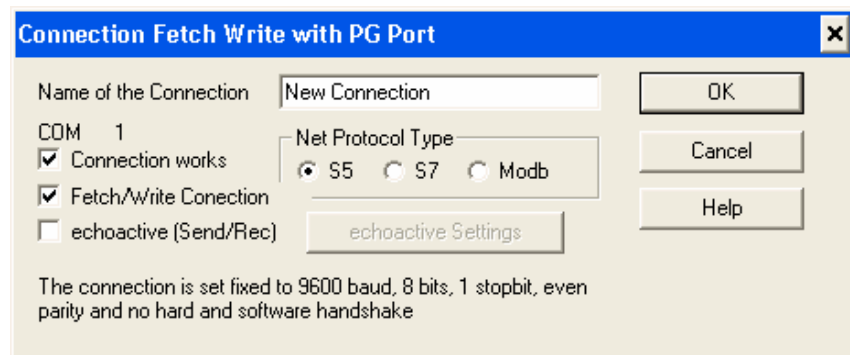 Connection Fetch Write with PG Port
Name of the Connection New Connection OK
COM 1
Net Protocol Type
Connection works
S5 S7 Modb
Cancel
Fetch/Write Conection
Help
echoactive (Send/Rec) echoactive Settings
The connection is set fixed to 9600 baud, 8 bits, 1 stopbit, even
parity and no hard and software handshake